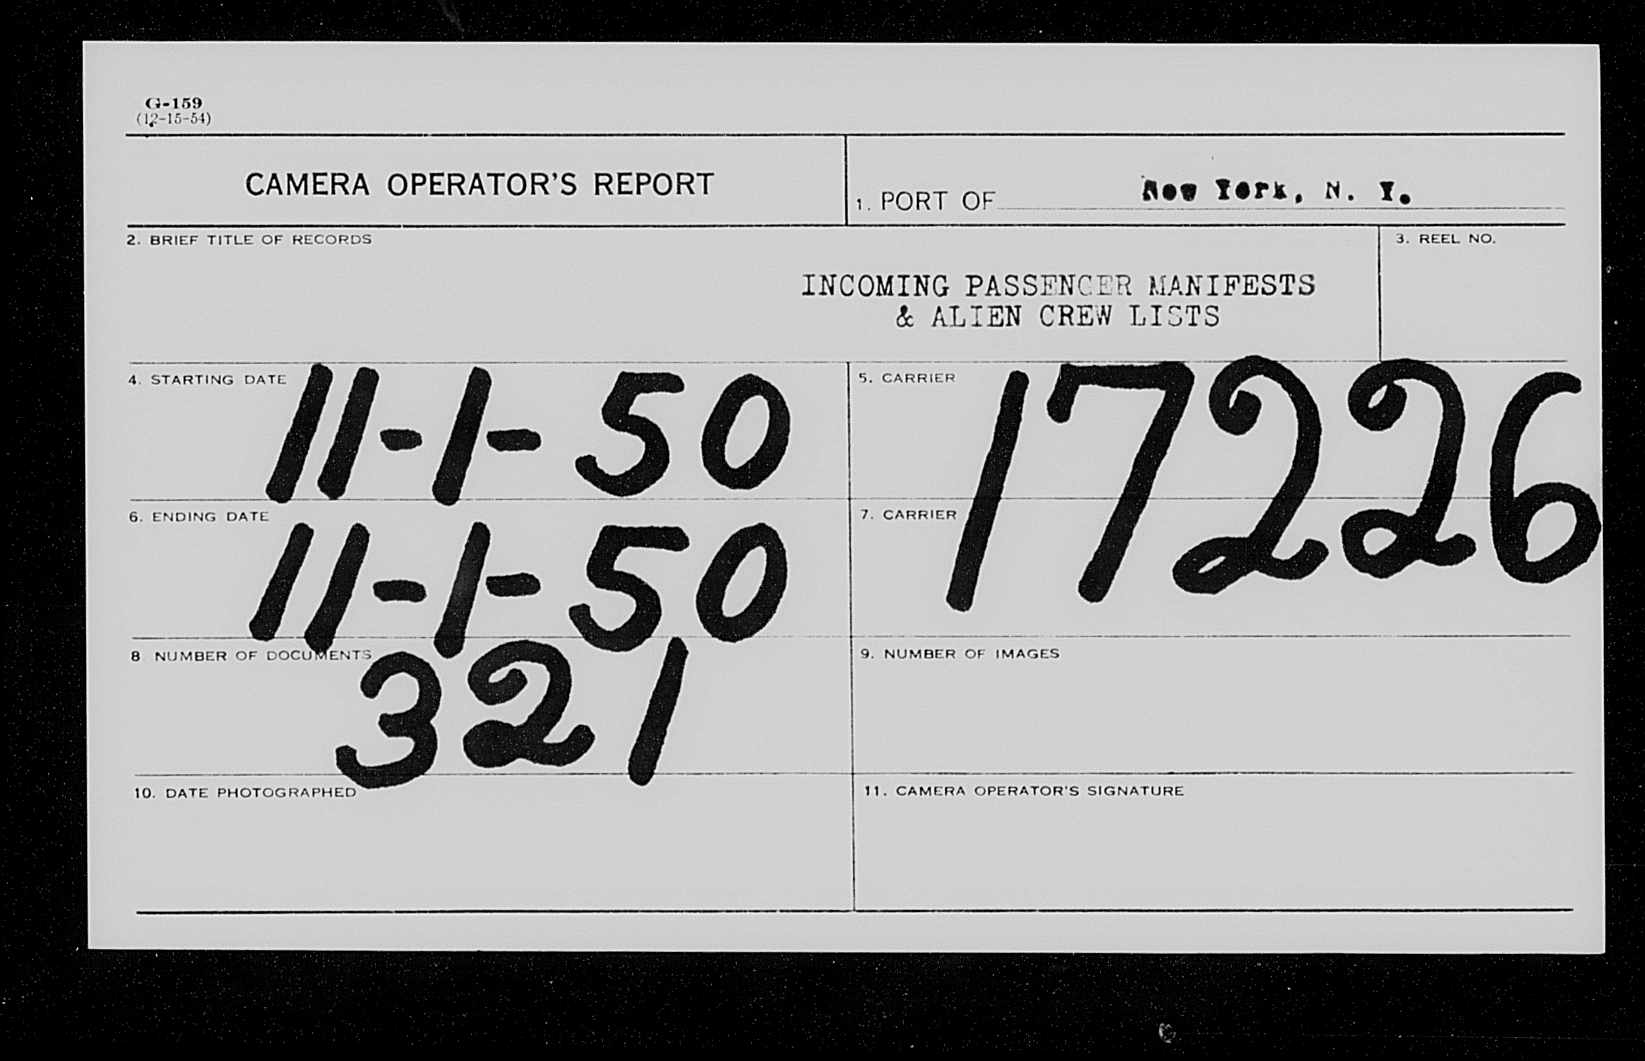 G-159
(12-15-54)
CAMERA OPERATOR'S REPORT
1. PORT OF New York, N. Y.
2. BRIEF TITLE OF RECORDS
3. REEL NO.
INCOMING PASSENGER MANIFESTS
& ALIEN CREW LISTS
4. STARTING DATE 11-1-50
5. CARRIER 17226
6. ENDING DATE 11-1-50
7. CARRIER
8 NUMBER OF DOCUMENTS 321
9. NUMBER OF IMAGES
10. DATE PHOTOGRAPHED
11. CAMERA OPERATOR'S SIGNATURE